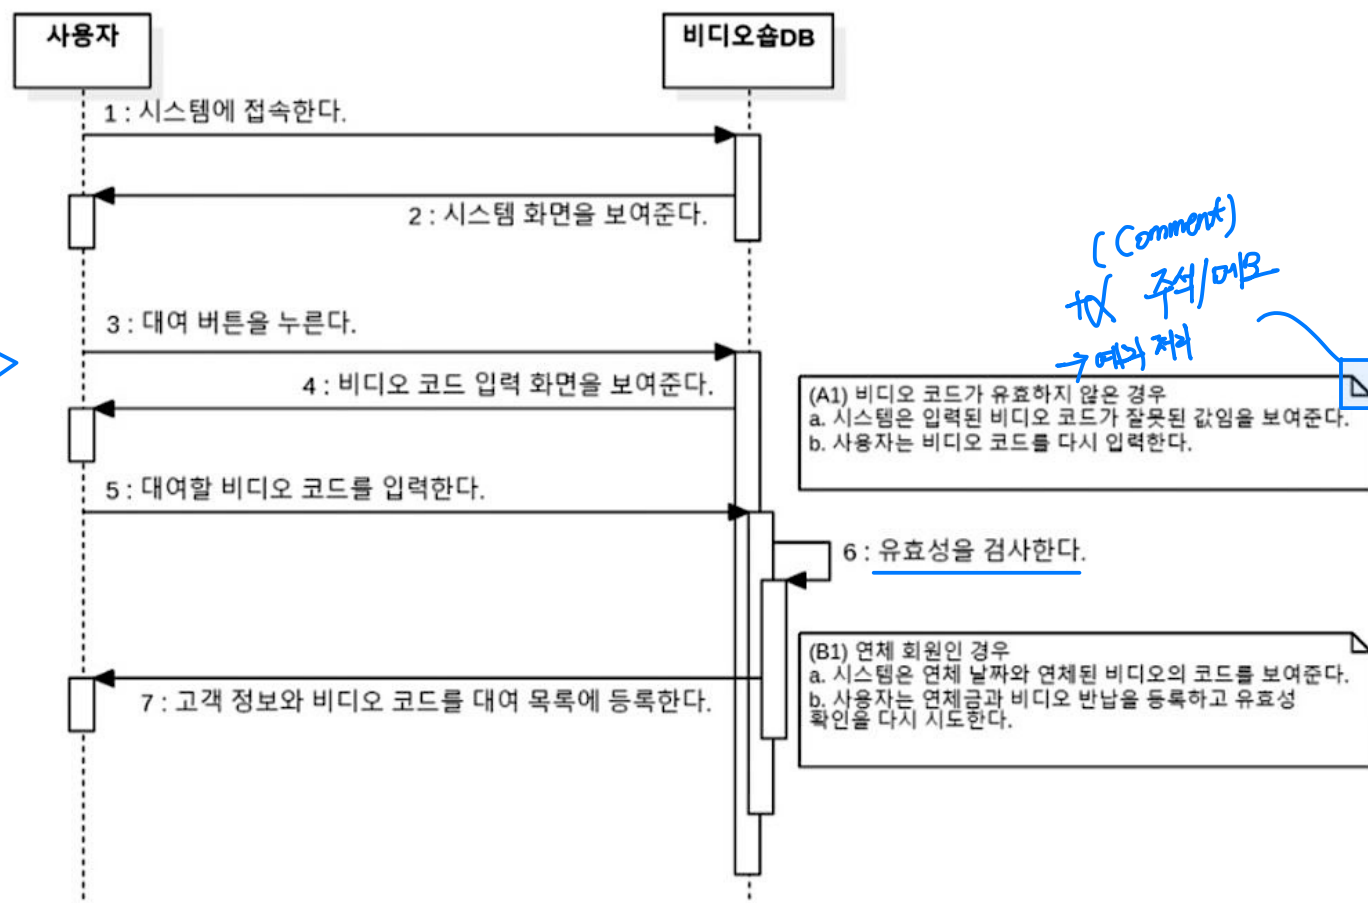 사용자
비디오숍DB
1 : 시스템에 접속한다.
2 : 시스템 화면을 보여준다.
(Comment)
+α 주석/메모
→ 예외 처리
3 : 대여 버튼을 누른다.
4 : 비디오 코드 입력 화면을 보여준다.
(A1) 비디오 코드가 유효하지 않은 경우
a. 시스템은 입력된 비디오 코드가 잘못된 값임을 보여준다.
b. 사용자는 비디오 코드를 다시 입력한다.
5 : 대여할 비디오 코드를 입력한다.
6 : 유효성을 검사한다.
(B1) 연체 회원인 경우
a. 시스템은 연체 날짜와 연체된 비디오의 코드를 보여준다.
b. 사용자는 연체금과 비디오 반납을 등록하고 유효성
확인을 다시 시도한다.
7 : 고객 정보와 비디오 코드를 대여 목록에 등록한다.